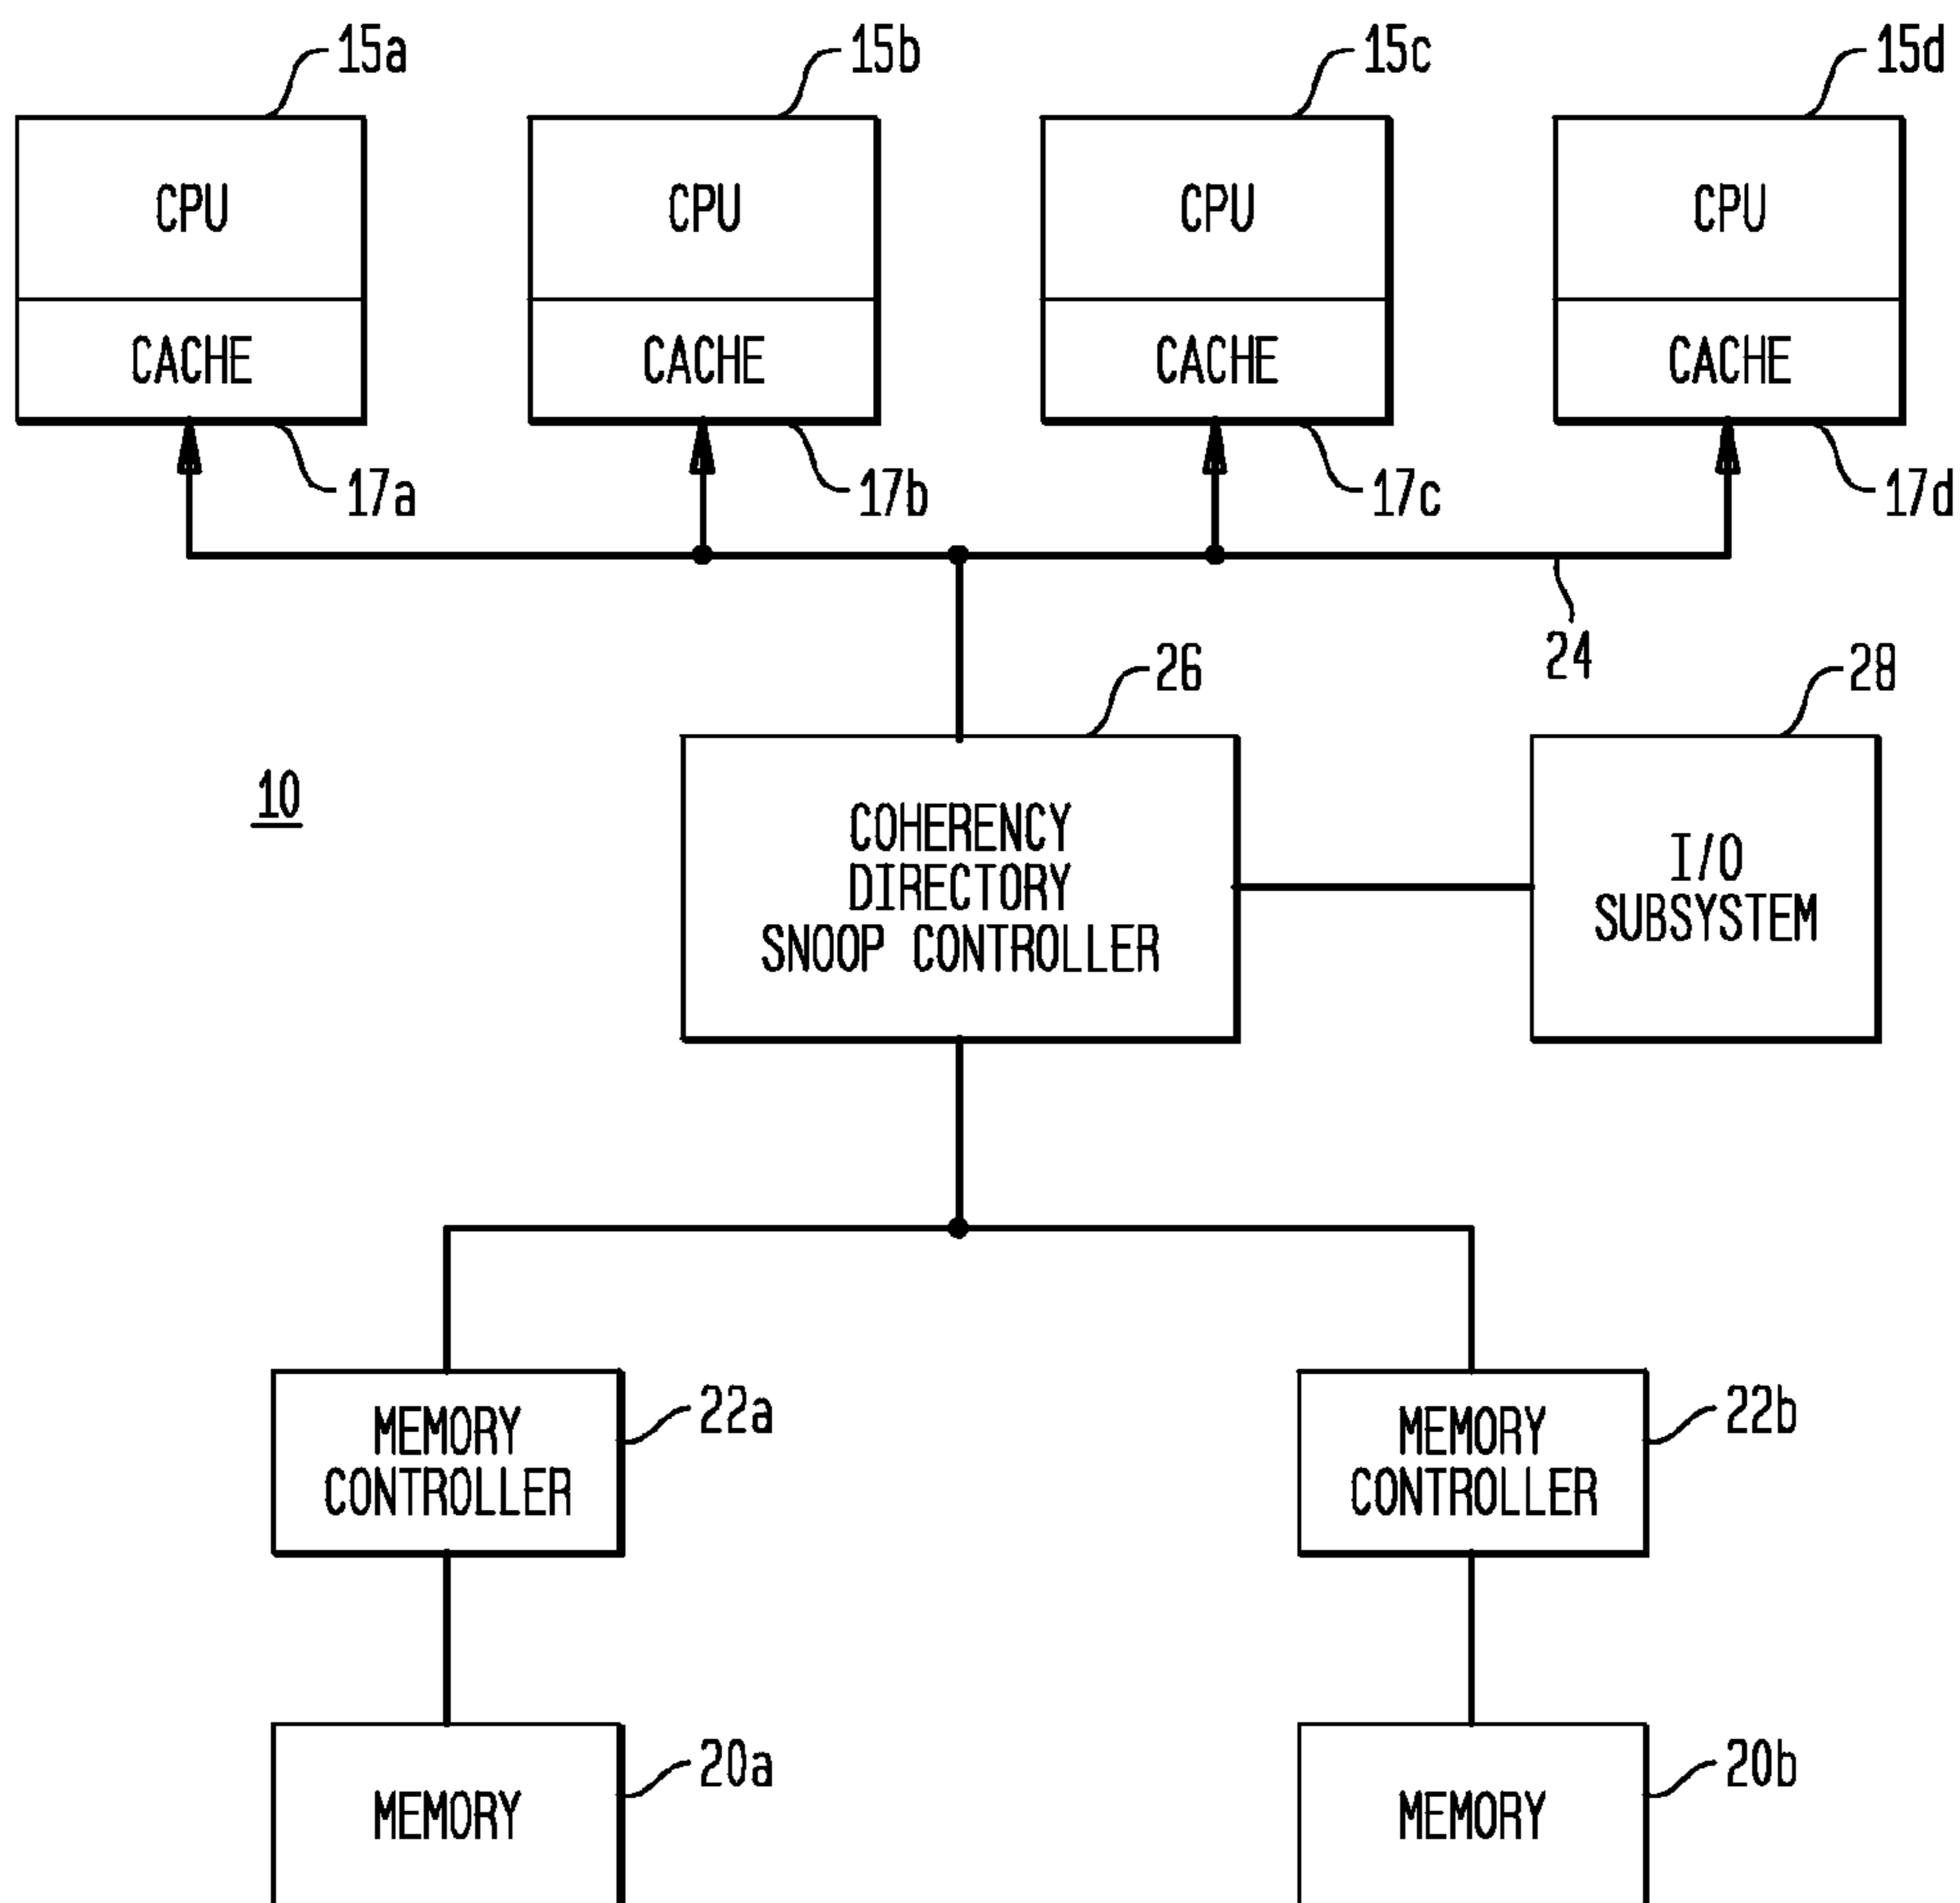 15a
15b
15c
15d
CPU
CPU
CPU
CPU
CACHE
CACHE
CACHE
CACHE
17a
17b
17c
17d
24
26
28
10
COHERENCY
DIRECTORY
SNOOP CONTROLLER
I/O
SUBSYSTEM
22a
22b
MEMORY
CONTROLLER
MEMORY
CONTROLLER
20a
20b
MEMORY
MEMORY